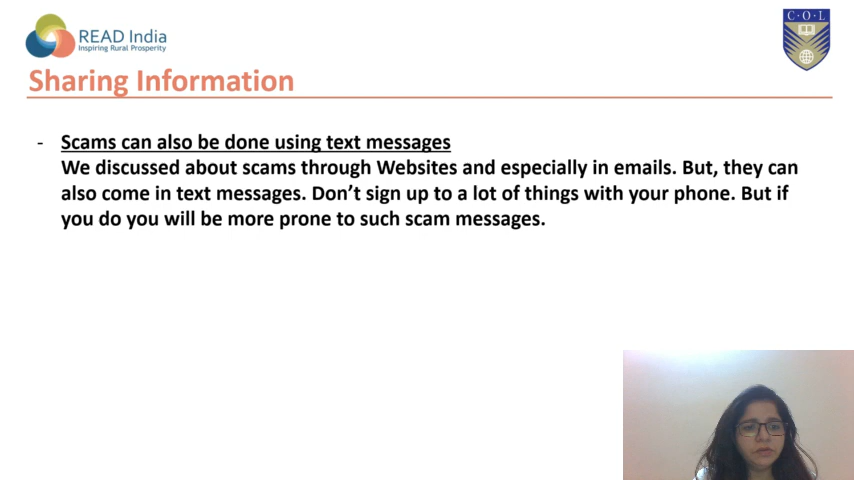 READ India
Inspiring Rural Prosperity
C·O·L
Sharing Information
- Scams can also be done using text messages
We discussed about scams through Websites and especially in emails. But, they can
also come in text messages. Don’t sign up to a lot of things with your phone. But if
you do you will be more prone to such scam messages.